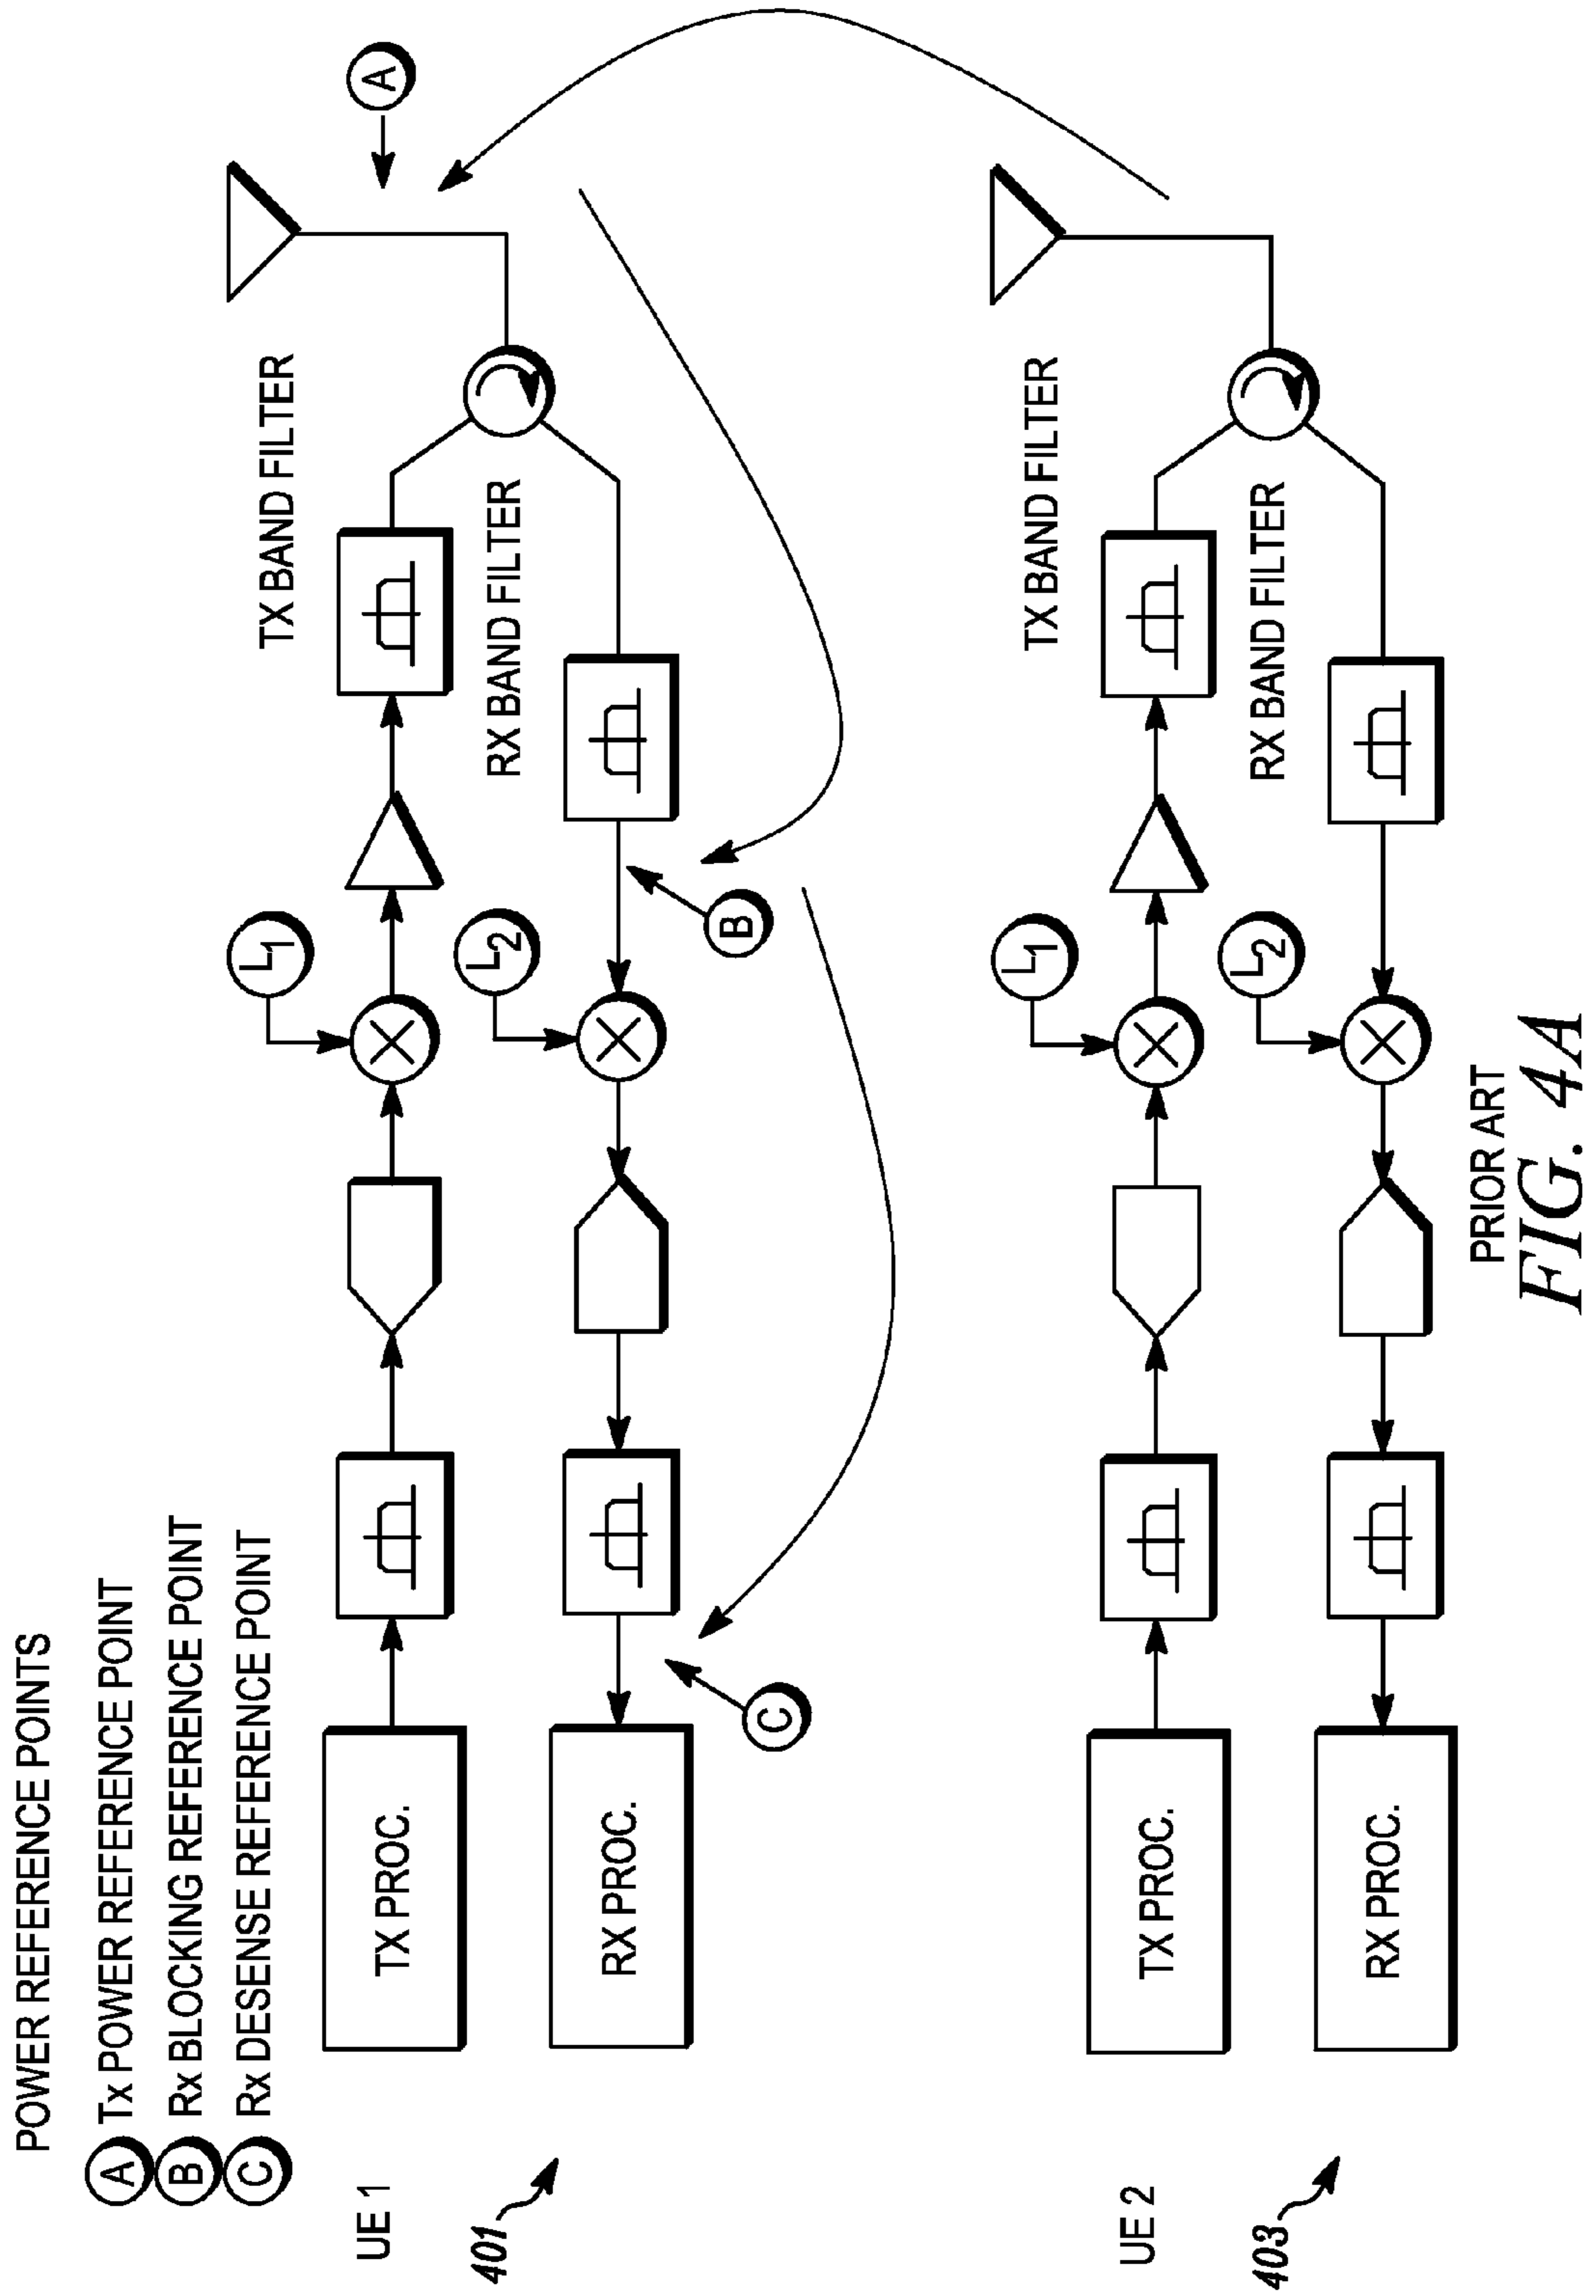 POWER REFERENCE POINTS
A Tx POWER REFERENCE POINT
B Rx BLOCKING REFERENCE POINT
C Rx DESENSE REFERENCE POINT
UE 1
401
TX PROC.
L1
TX BAND FILTER
A
RX PROC.
L2
RX BAND FILTER
C
B
UE 2
403
TX PROC.
L1
TX BAND FILTER
RX PROC.
L2
RX BAND FILTER
PRIOR ART
FIG. 4A